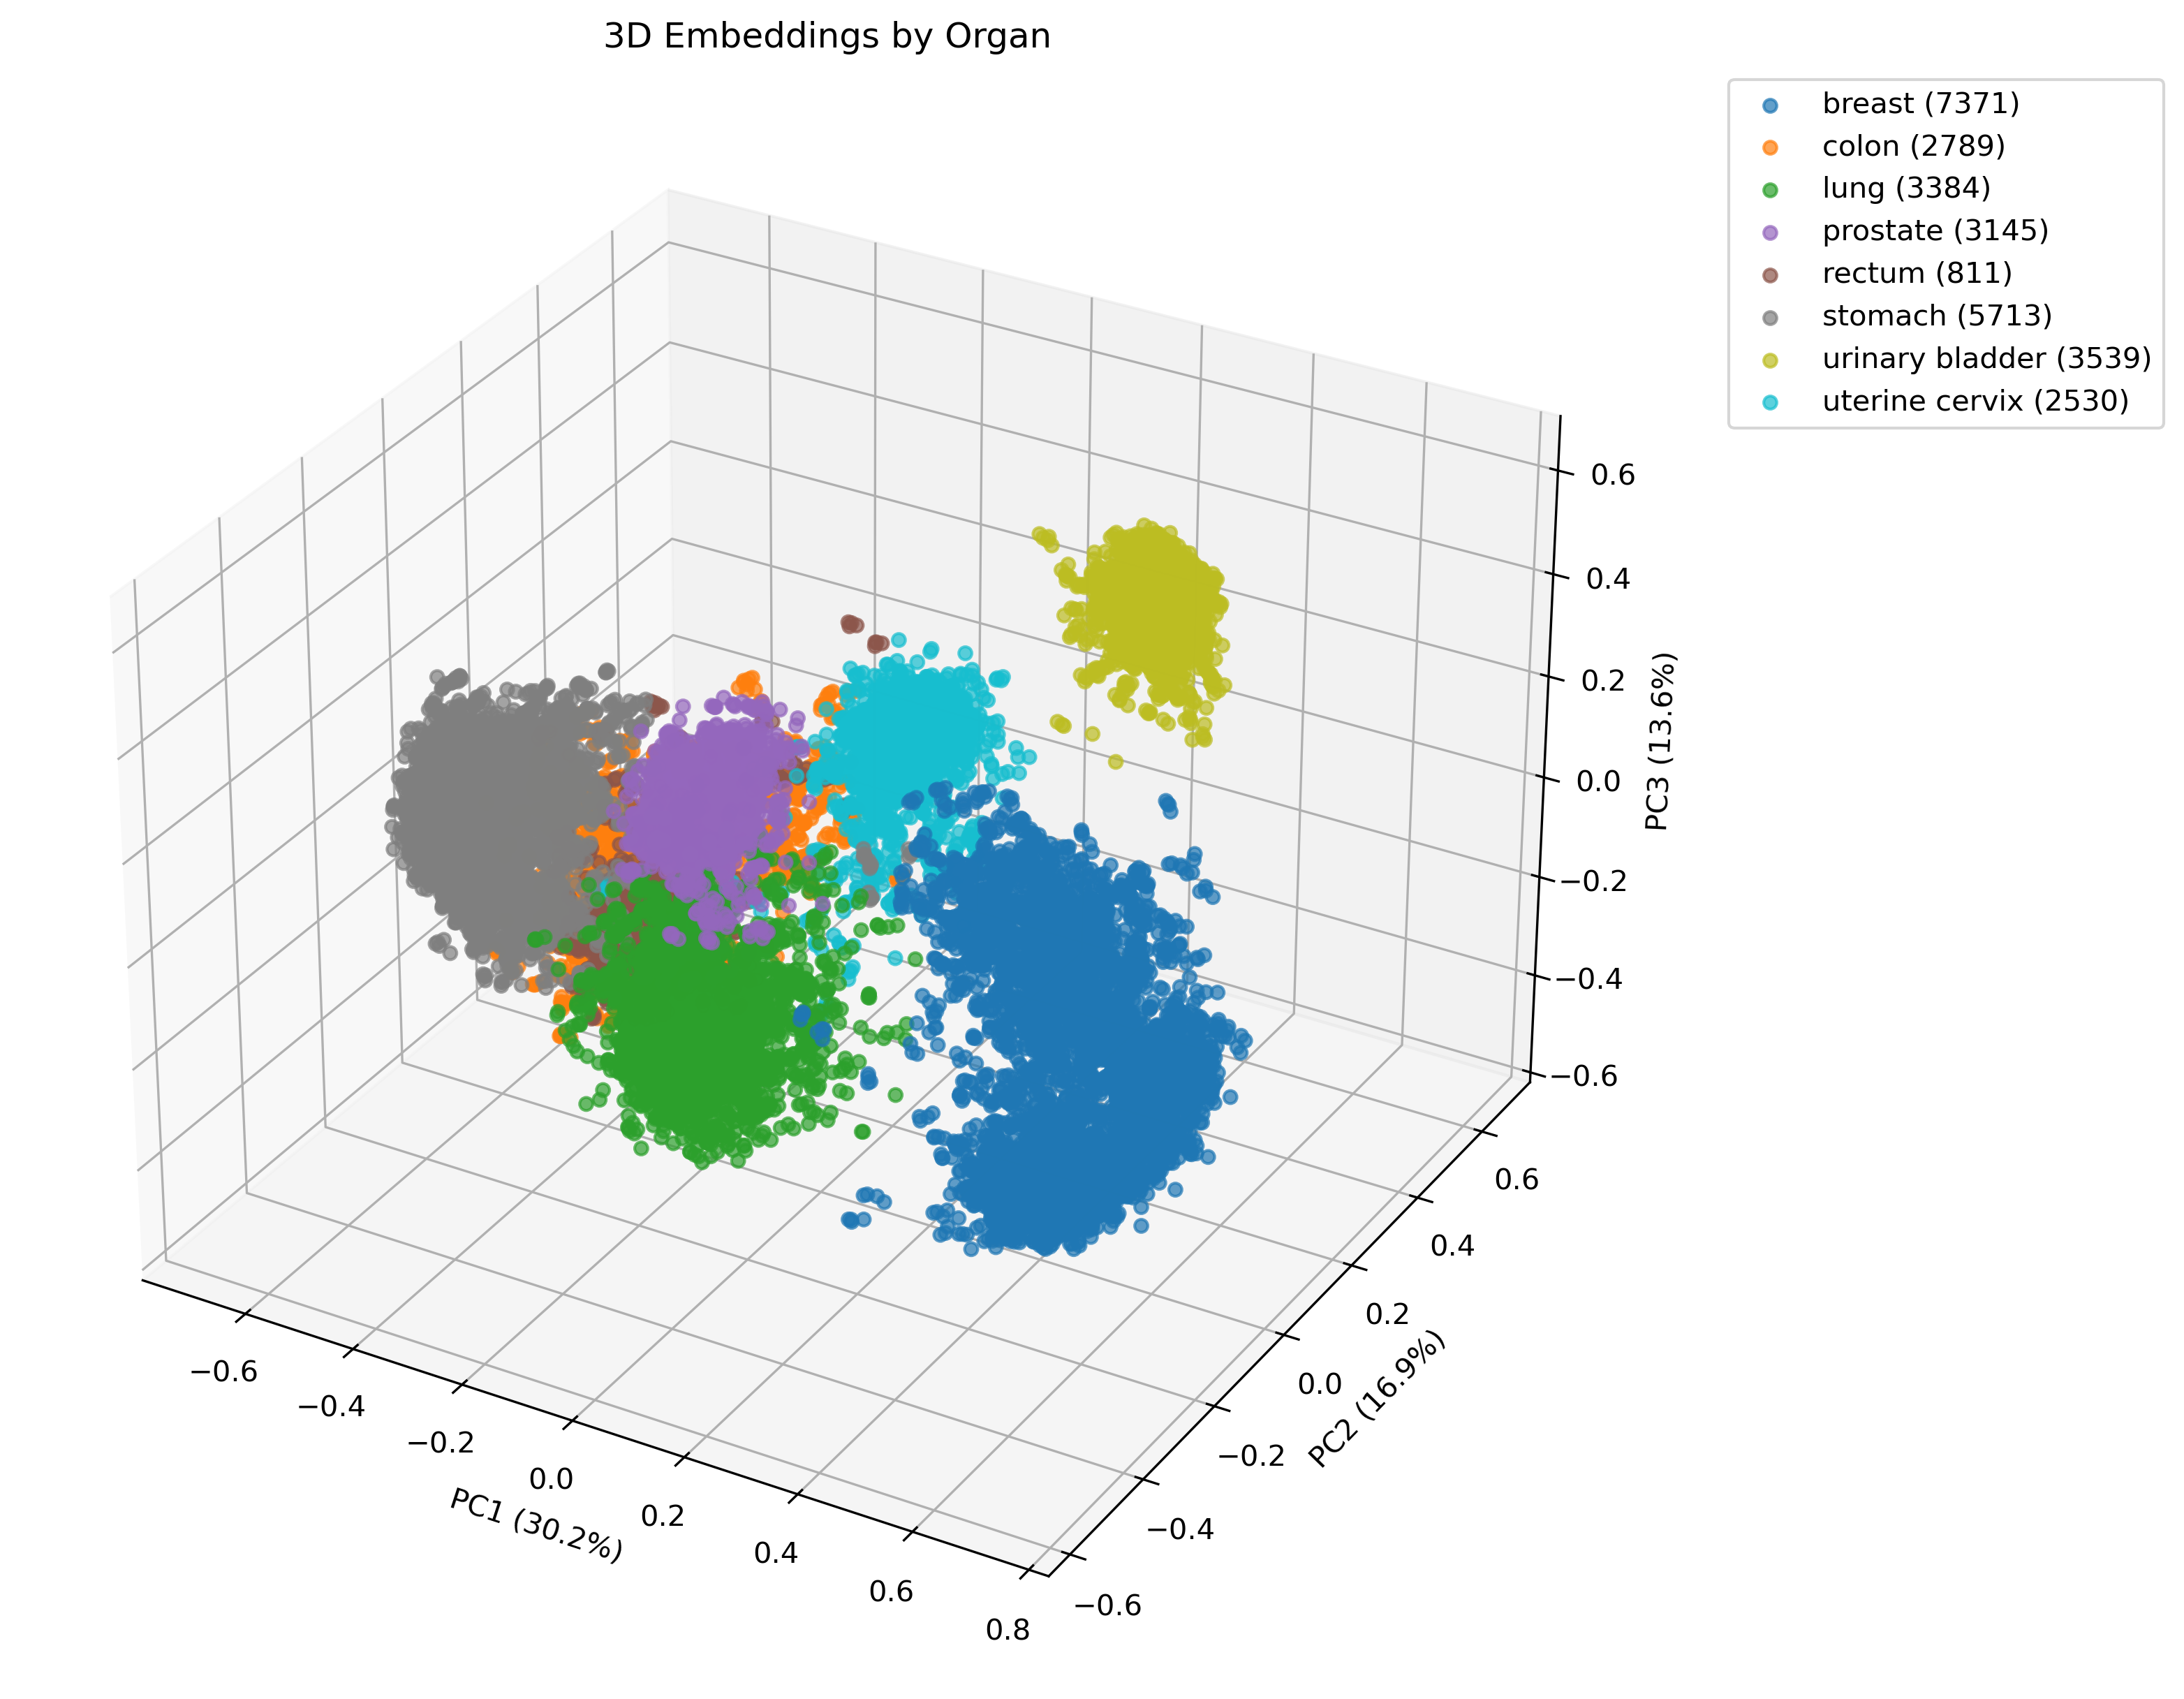 3D Embeddings by Organ
breast (7371)
colon (2789)
lung (3384)
prostate (3145)
rectum (811)
stomach (5713)
urinary bladder (3539)
uterine cervix (2530)
0.6
0.4
0.2
0.0
−0.2
−0.4
−0.6
PC3 (13.6%)
0.6
0.4
0.2
0.0
−0.2
−0.4
−0.6
PC2 (16.9%)
−0.6
−0.4
−0.2
0.0
0.2
0.4
0.6
0.8
PC1 (30.2%)